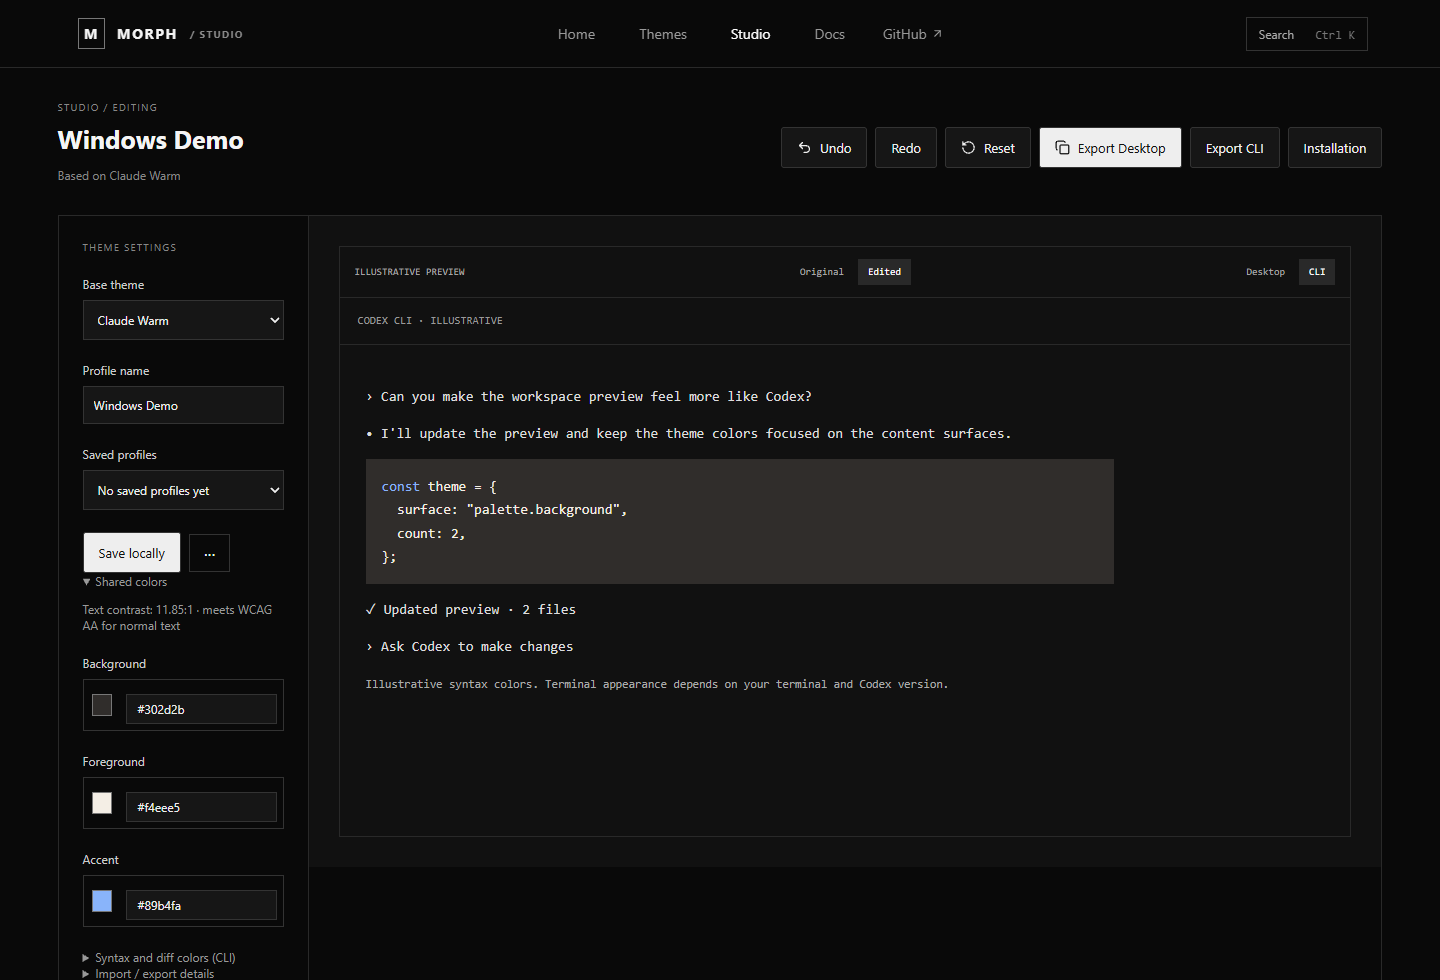 M MORPH / STUDIO
Home
Themes
Studio
Docs
GitHub ↗
Search Ctrl K
STUDIO / EDITING
Windows Demo
Based on Claude Warm
Undo
Redo
Reset
Export Desktop
Export CLI
Installation
THEME SETTINGS
Base theme
Claude Warm
Profile name
Windows Demo
Saved profiles
No saved profiles yet
Save locally
...
▼ Shared colors
Text contrast: 11.85:1 · meets WCAG
AA for normal text
Background
#302d2b
Foreground
#f4eee5
Accent
#89b4fa
▶ Syntax and diff colors (CLI)
▶ Import / export details
ILLUSTRATIVE PREVIEW
Original
Edited
Desktop
CLI
CODEX CLI · ILLUSTRATIVE
› Can you make the workspace preview feel more like Codex?
• I'll update the preview and keep the theme colors focused on the content surfaces.
const theme = {
  surface: "palette.background",
  count: 2,
};
✓ Updated preview · 2 files
› Ask Codex to make changes
Illustrative syntax colors. Terminal appearance depends on your terminal and Codex version.